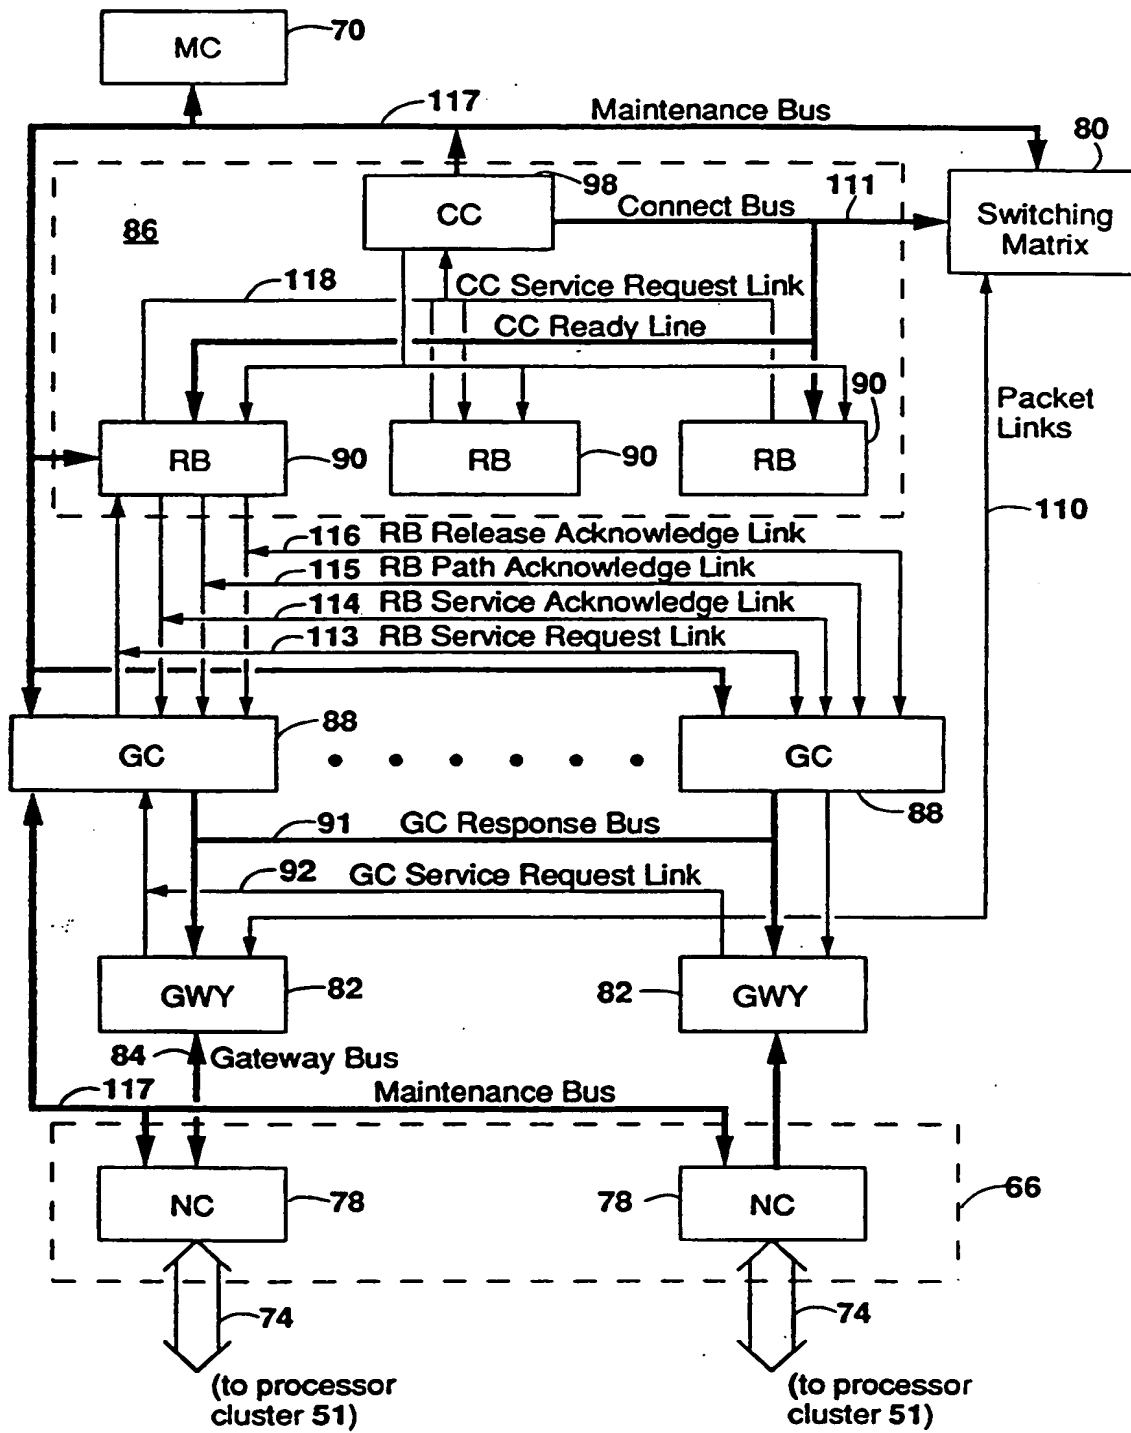 MC
70
117
Maintenance Bus
80
98
111
CC
Connect Bus
Switching
Matrix
86
118
CC Service Request Link
CC Ready Line
90
Packet
Links
RB
90
RB
90
RB
110
116 RB Release Acknowledge Link
115 RB Path Acknowledge Link
114 RB Service Acknowledge Link
113 RB Service Request Link
88
GC
GC
88
91
GC Response Bus
92
GC Service Request Link
GWY
82
82
GWY
84
Gateway Bus
117
Maintenance Bus
66
NC
78
78
NC
74
74
(to processor
cluster 51)
(to processor
cluster 51)